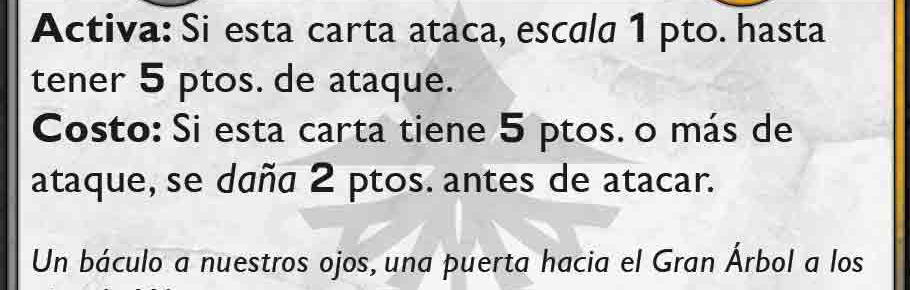 Activa: Si esta carta ataca, escala 1 pto. hasta
tener 5 ptos. de ataque.
Costo: Si esta carta tiene 5 ptos. o más de
ataque, se daña 2 ptos. antes de atacar.
Un báculo a nuestros ojos, una puerta hacia el Gran Árbol a los